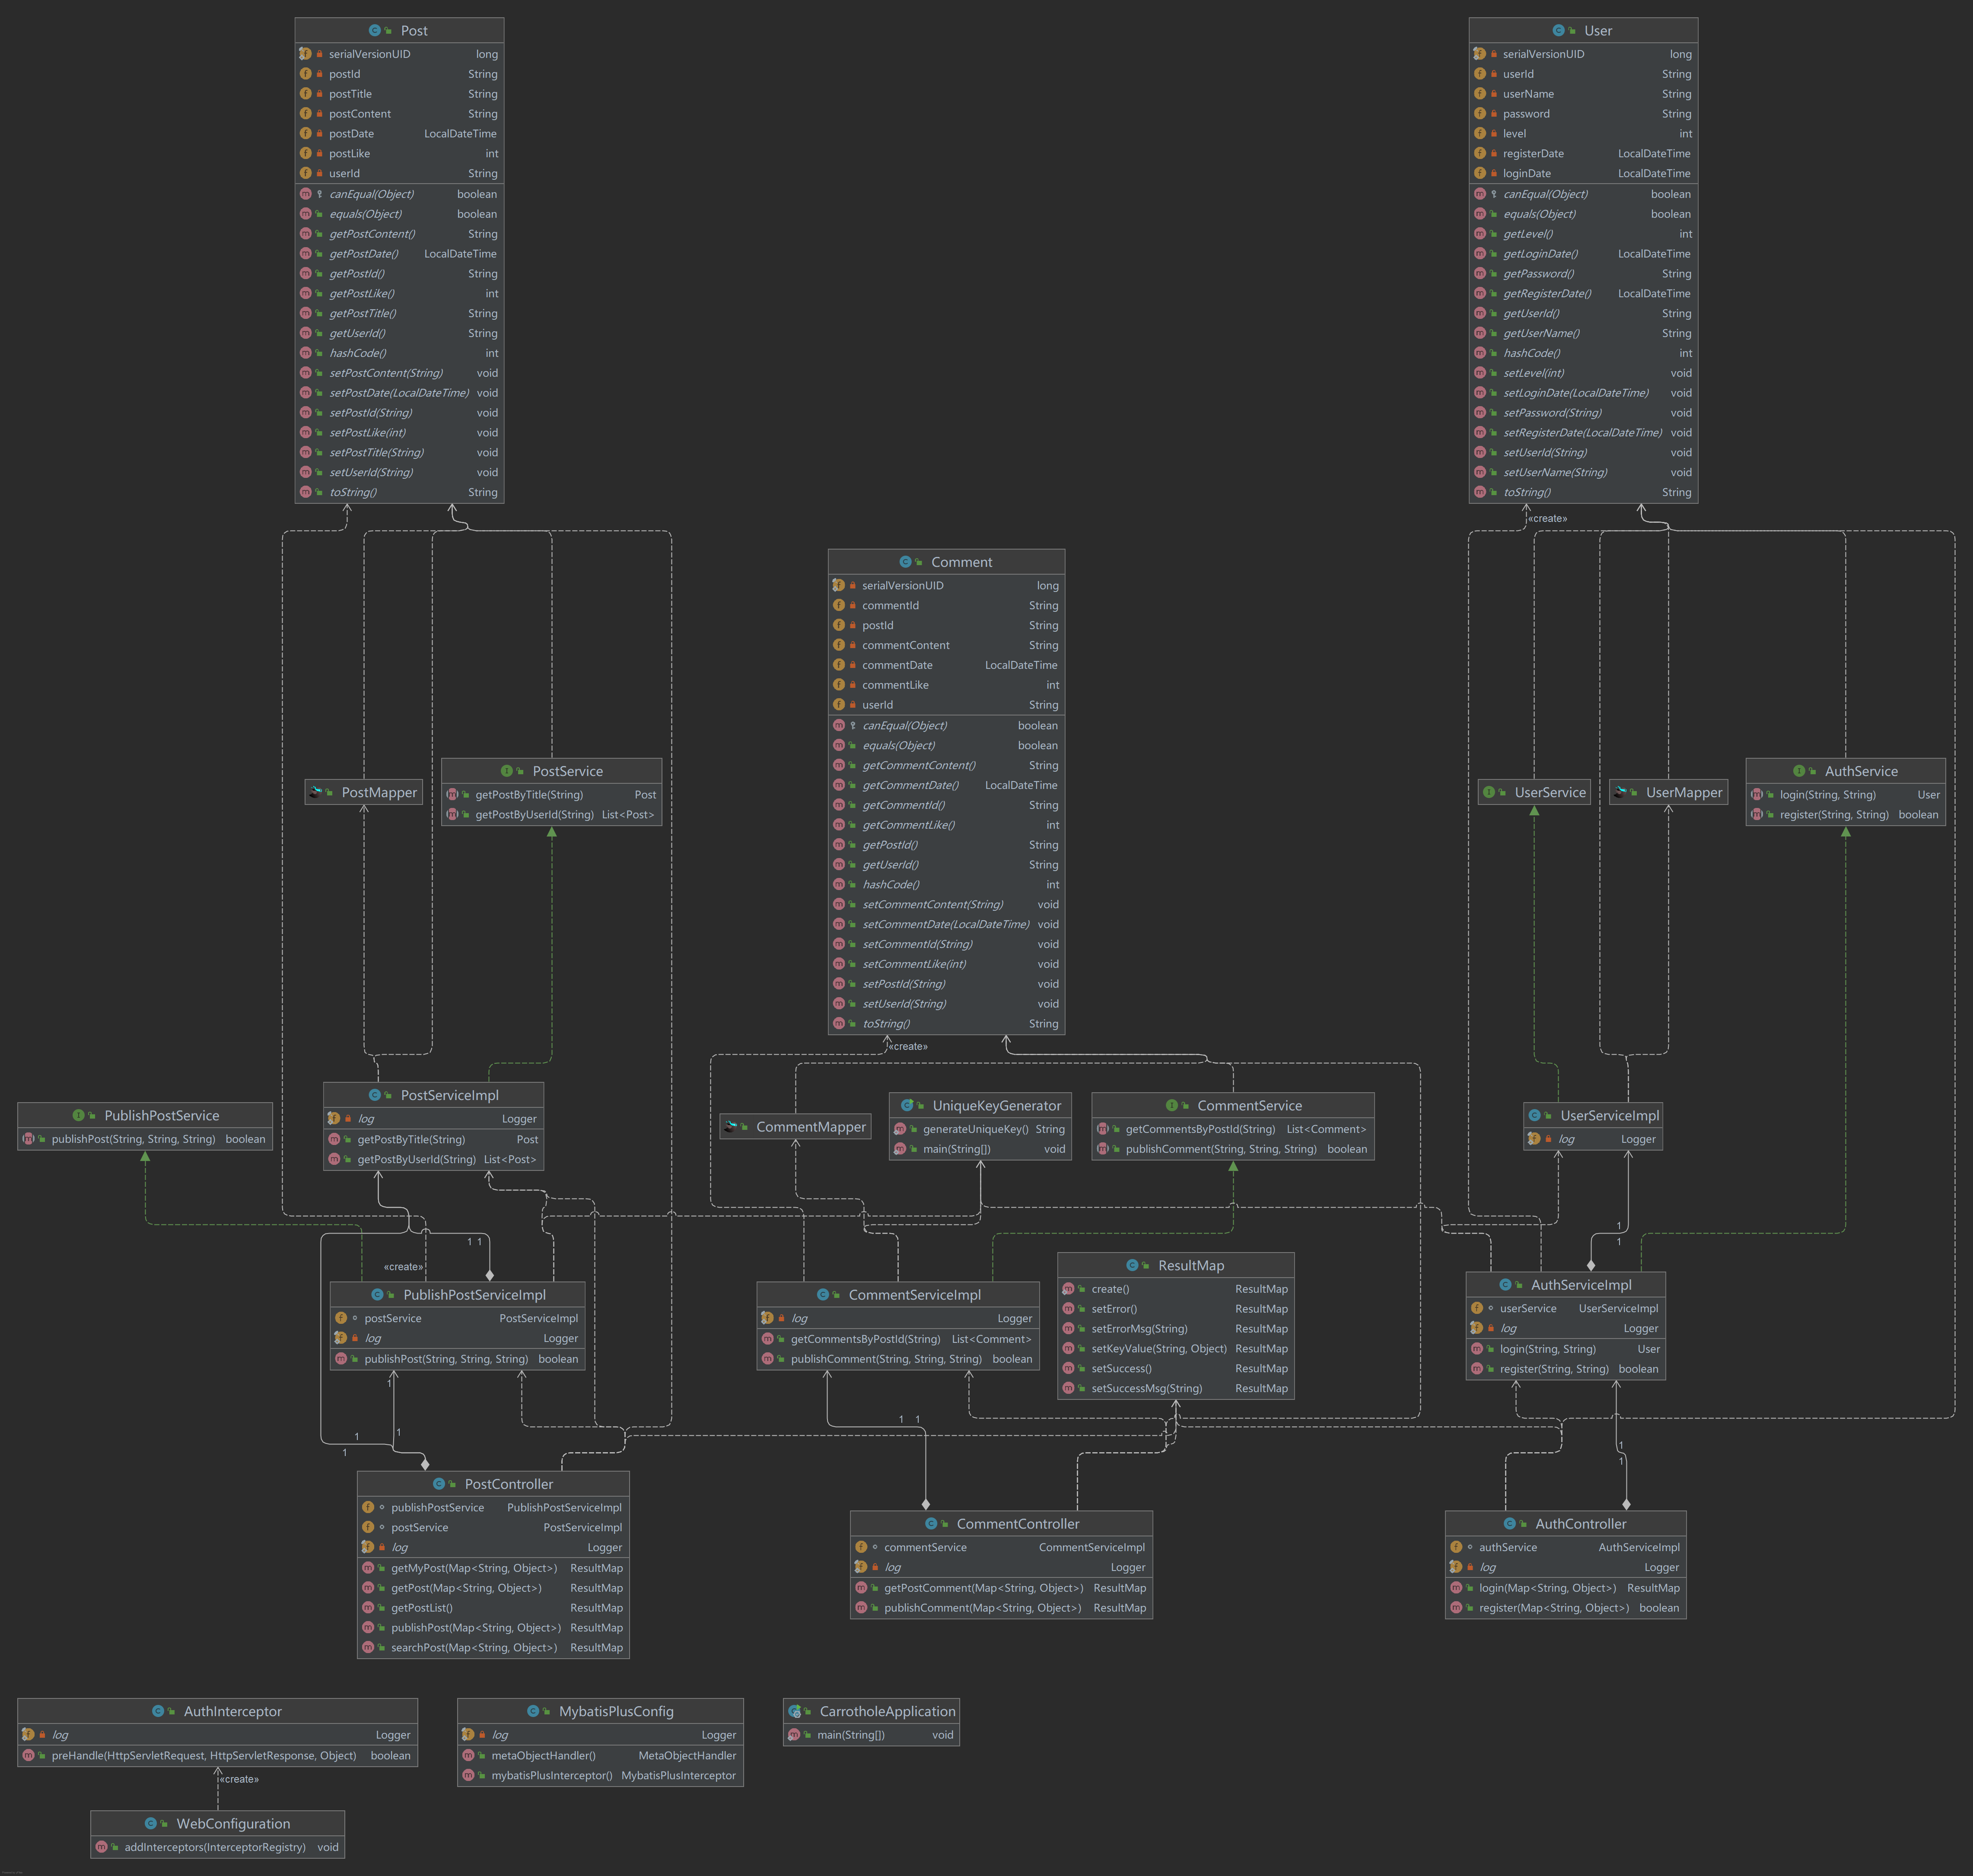 Post
serialVersionUID long
postId String
postTitle String
postContent String
postDate LocalDateTime
postLike int
userId String
canEqual(Object) boolean
equals(Object) boolean
getPostContent() String
getPostDate() LocalDateTime
getPostId() String
getPostLike() int
getPostTitle() String
getUserId() String
hashCode() int
setPostContent(String) void
setPostDate(LocalDateTime) void
setPostId(String) void
setPostLike(int) void
setPostTitle(String) void
setUserId(String) void
toString() String
User
serialVersionUID long
userId String
userName String
password String
level int
registerDate LocalDateTime
loginDate LocalDateTime
canEqual(Object) boolean
equals(Object) boolean
getLevel() int
getLoginDate() LocalDateTime
getPassword() String
getRegisterDate() LocalDateTime
getUserId() String
getUserName() String
hashCode() int
setLevel(int) void
setLoginDate(LocalDateTime) void
setPassword(String) void
setRegisterDate(LocalDateTime) void
setUserId(String) void
setUserName(String) void
toString() String
«create»
Comment
serialVersionUID long
commentId String
postId String
commentContent String
commentDate LocalDateTime
commentLike int
userId String
canEqual(Object) boolean
equals(Object) boolean
getCommentContent() String
getCommentDate() LocalDateTime
getCommentId() String
getCommentLike() int
getPostId() String
getUserId() String
hashCode() int
setCommentContent(String) void
setCommentDate(LocalDateTime) void
setCommentId(String) void
setCommentLike(int) void
setPostId(String) void
setUserId(String) void
toString() String
«create»
PostMapper
PostService
getPostByTitle(String) Post
getPostByUserId(String) List<Post>
UserService
UserMapper
AuthService
login(String, String) User
register(String, String) boolean
PublishPostService
publishPost(String, String, String) boolean
PostServiceImpl
log Logger
getPostByTitle(String) Post
getPostByUserId(String) List<Post>
CommentMapper
UniqueKeyGenerator
generateUniqueKey() String
main(String[]) void
CommentService
getCommentsByPostId(String) List<Comment>
publishComment(String, String, String) boolean
UserServiceImpl
log Logger
1
1 1
1
«create»
PublishPostServiceImpl
postService PostServiceImpl
log Logger
publishPost(String, String, String) boolean
CommentServiceImpl
log Logger
getCommentsByPostId(String) List<Comment>
publishComment(String, String, String) boolean
ResultMap
create() ResultMap
setError() ResultMap
setErrorMsg(String) ResultMap
setKeyValue(String, Object) ResultMap
setSuccess() ResultMap
setSuccessMsg(String) ResultMap
AuthServiceImpl
userService UserServiceImpl
log Logger
login(String, String) User
register(String, String) boolean
1
1 1
1
1
1
1
1
PostController
publishPostService PublishPostServiceImpl
postService PostServiceImpl
log Logger
getMyPost(Map<String, Object>) ResultMap
getPost(Map<String, Object>) ResultMap
getPostList() ResultMap
publishPost(Map<String, Object>) ResultMap
searchPost(Map<String, Object>) ResultMap
CommentController
commentService CommentServiceImpl
log Logger
getPostComment(Map<String, Object>) ResultMap
publishComment(Map<String, Object>) ResultMap
AuthController
authService AuthServiceImpl
log Logger
login(Map<String, Object>) ResultMap
register(Map<String, Object>) boolean
AuthInterceptor
log Logger
preHandle(HttpServletRequest, HttpServletResponse, Object) boolean
«create»
MybatisPlusConfig
log Logger
metaObjectHandler() MetaObjectHandler
mybatisPlusInterceptor() MybatisPlusInterceptor
CarrotholeApplication
main(String[]) void
WebConfiguration
addInterceptors(InterceptorRegistry) void